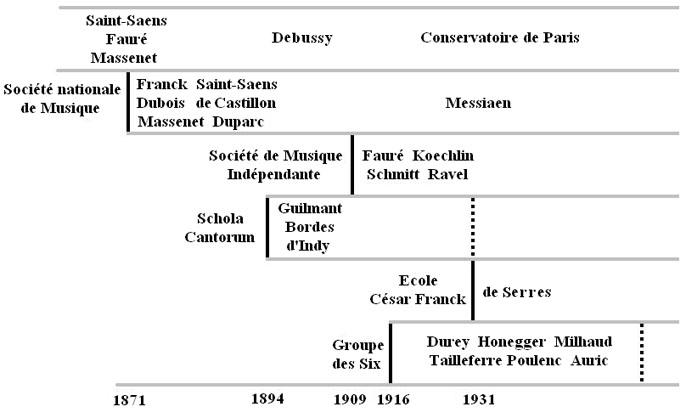 Saint-Saens
Fauré
Massenet
Debussy
Conservatoire de Paris
Société nationale
de Musique
Franck Saint-Saens
Dubois de Castillon
Massenet Duparc
Messiaen
Société de Musique
Indépendante
Fauré Koechlin
Schmitt Ravel
Schola
Cantorum
Guilmant
Bordes
d'Indy
Ecole
César Franck
de Serres
Groupe
des Six
Durey Honegger Milhaud
Tailleferre Poulenc Auric
1871 1894 1909 1916 1931